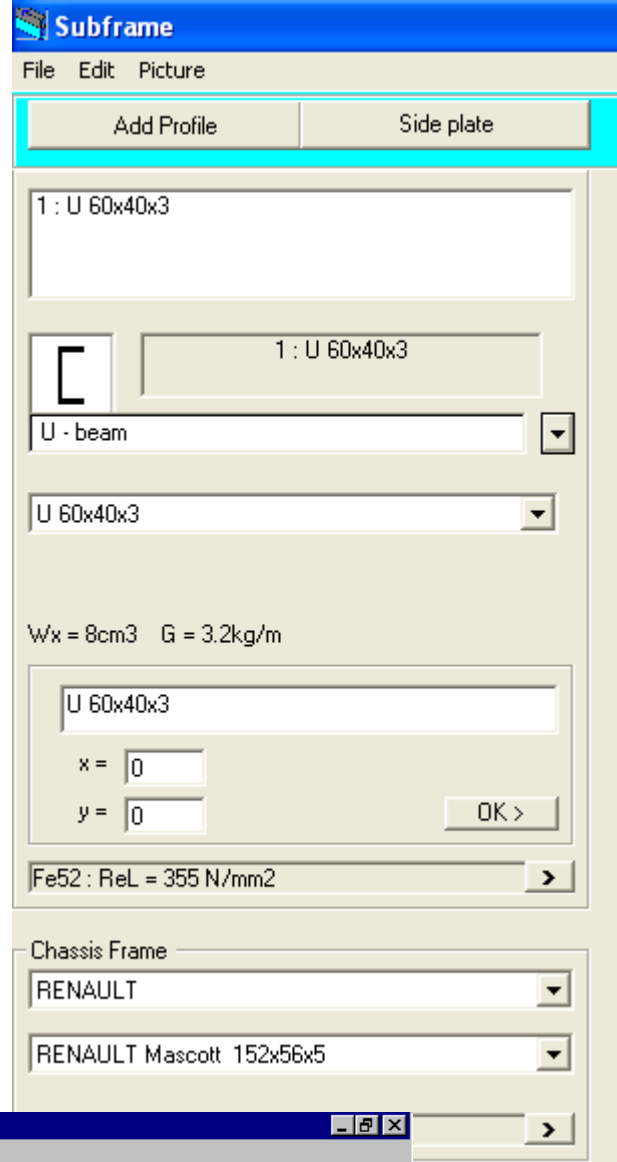 Subframe
File Edit Picture
Add Profile Side plate
1 : U 60x40x3
1 : U 60x40x3
U - beam
U 60x40x3
Wx = 8cm3 G = 3.2kg/m
U 60x40x3
x = 0
y = 0
OK >
Fe52 : ReL = 355 N/mm2 >
Chassis Frame
RENAULT
RENAULT Mascott 152x56x5
>